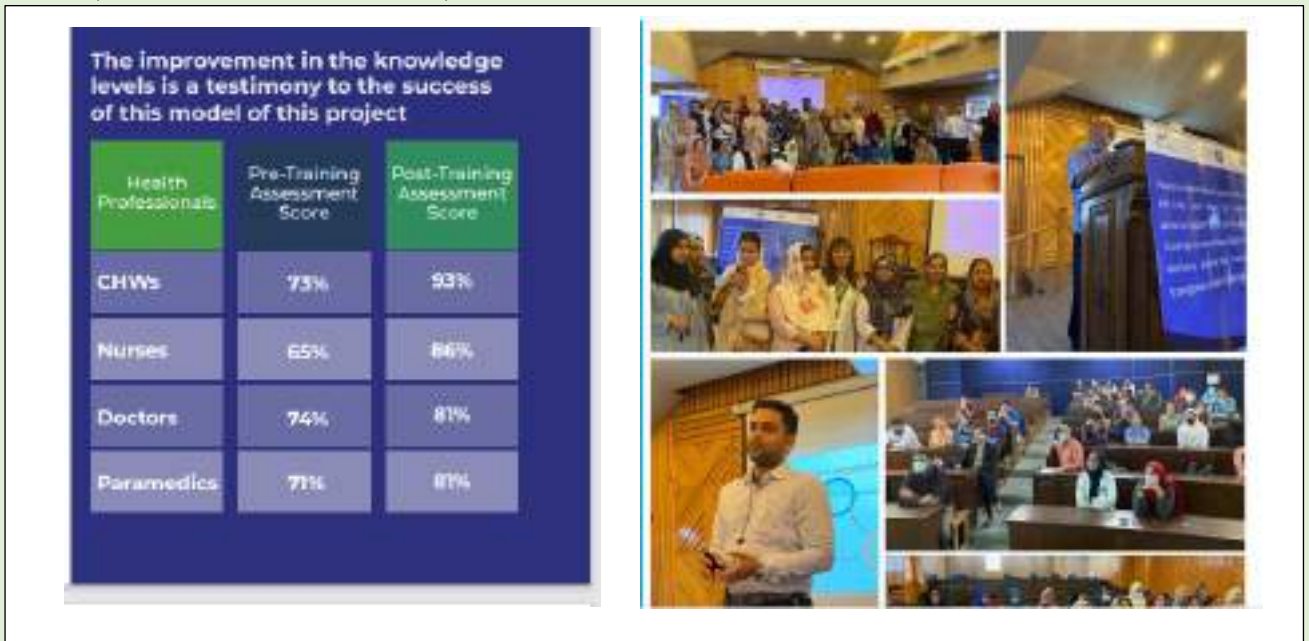 The improvement in the knowledge
levels is a testimony to the success
of this model of this project
Health
Professionals
Pre-Training
Assessment
Score
Post-Training
Assessment
Score
CHWs 73% 93%
Nurses 65% 86%
Doctors 74% 81%
Paramedics 71% 81%